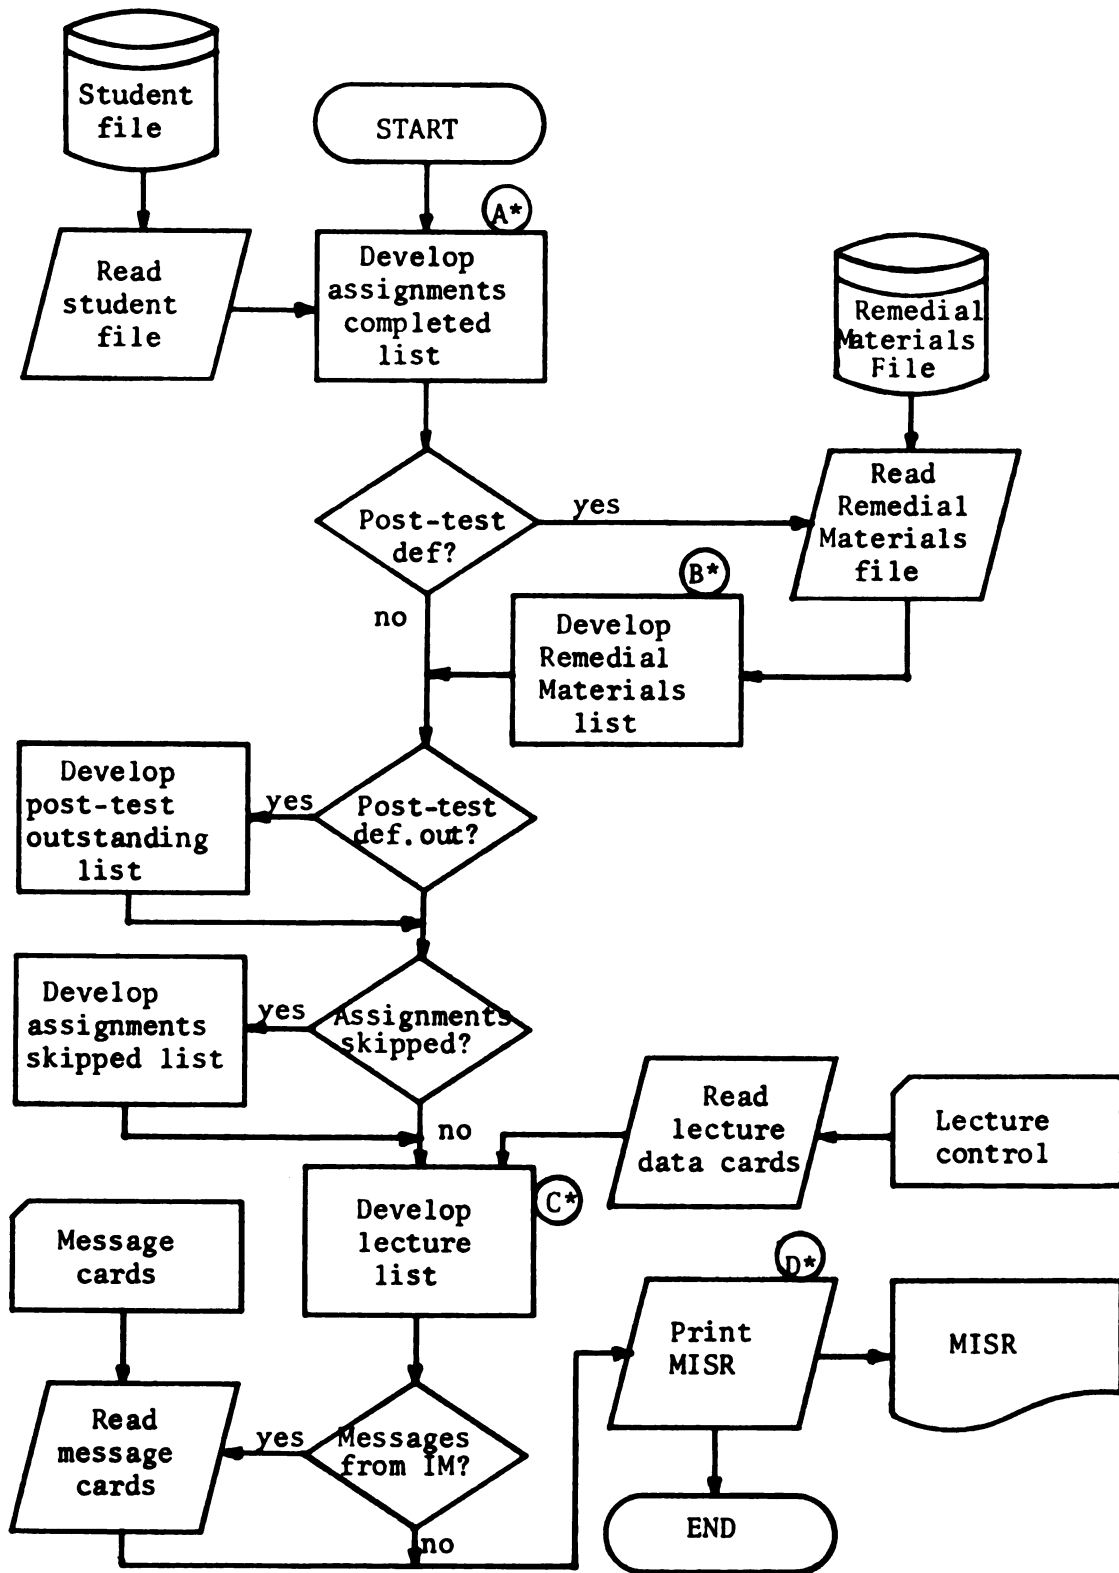 Student
file
START
A*
Read
student
file
Develop
assignments
completed
list
Remedial
Materials
File
Post-test
def?
yes
no
Read
Remedial
Materials
file
B*
Develop
Remedial
Materials
list
Develop
post-test
outstanding
list
yes
Post-test
def.out?
Develop
assignments
skipped list
yes
Assignments
skipped?
no
Read
lecture
data cards
Lecture
control
C*
Develop
lecture
list
Message
cards
D*
Print
MISR
MISR
Read
message
cards
yes
Messages
from IM?
no
END